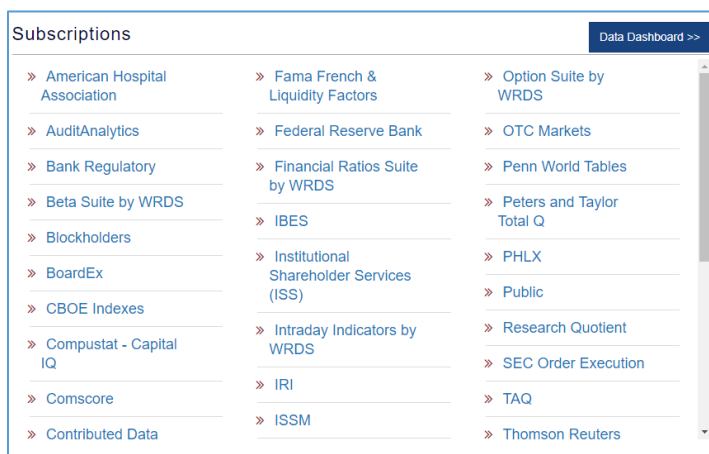 Subscriptions
Data Dashboard >>
» American Hospital
Association
» AuditAnalytics
» Bank Regulatory
» Beta Suite by WRDS
» Blockholders
» BoardEx
» CBOE Indexes
» Compustat - Capital
IQ
» Comscore
» Contributed Data
» Fama French &
Liquidity Factors
» Federal Reserve Bank
» Financial Ratios Suite
by WRDS
» IBES
» Institutional
Shareholder Services
(ISS)
» Intraday Indicators by
WRDS
» IRI
» ISSM
» Option Suite by
WRDS
» OTC Markets
» Penn World Tables
» Peters and Taylor
Total Q
» PHLX
» Public
» Research Quotient
» SEC Order Execution
» TAQ
» Thomson Reuters